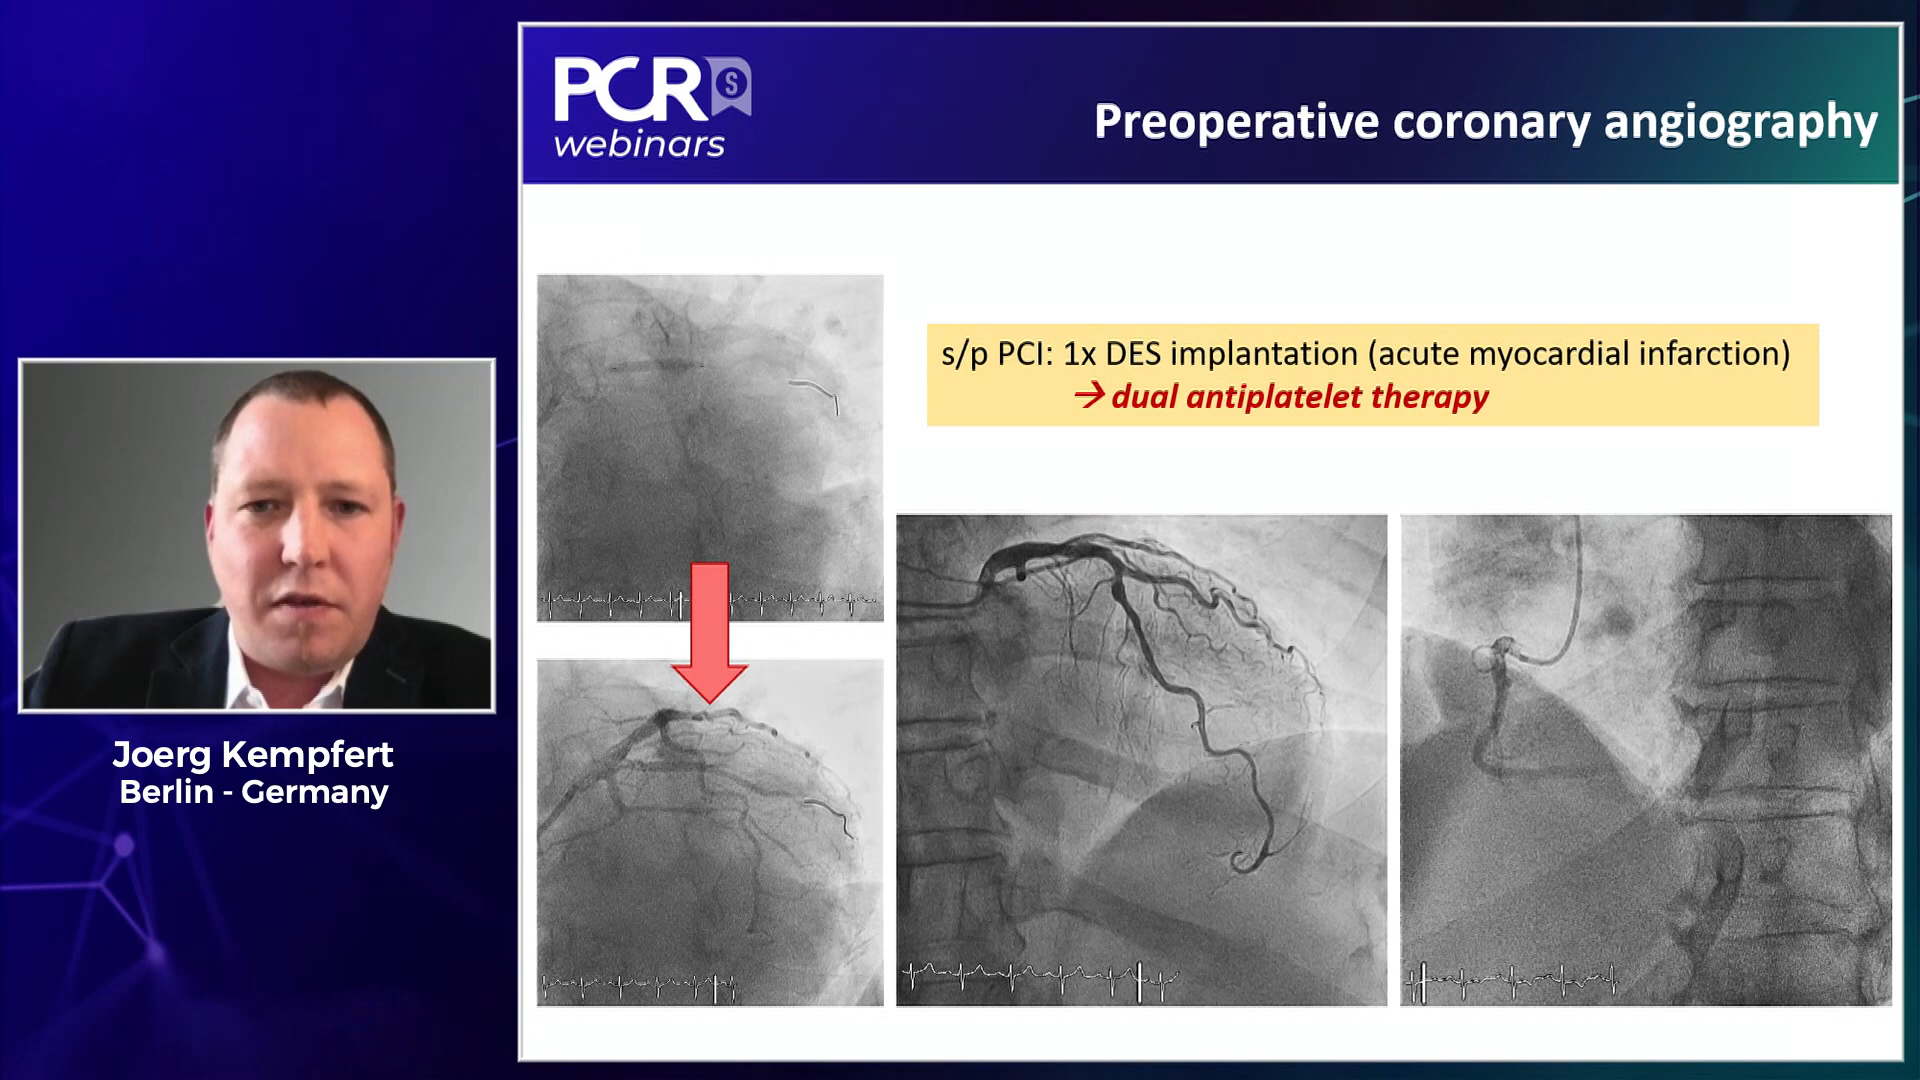 PCR S
webinars
Preoperative coronary angiography
s/p PCI: 1x DES implantation (acute myocardial infarction)
→ dual antiplatelet therapy
Joerg Kempfert
Berlin - Germany